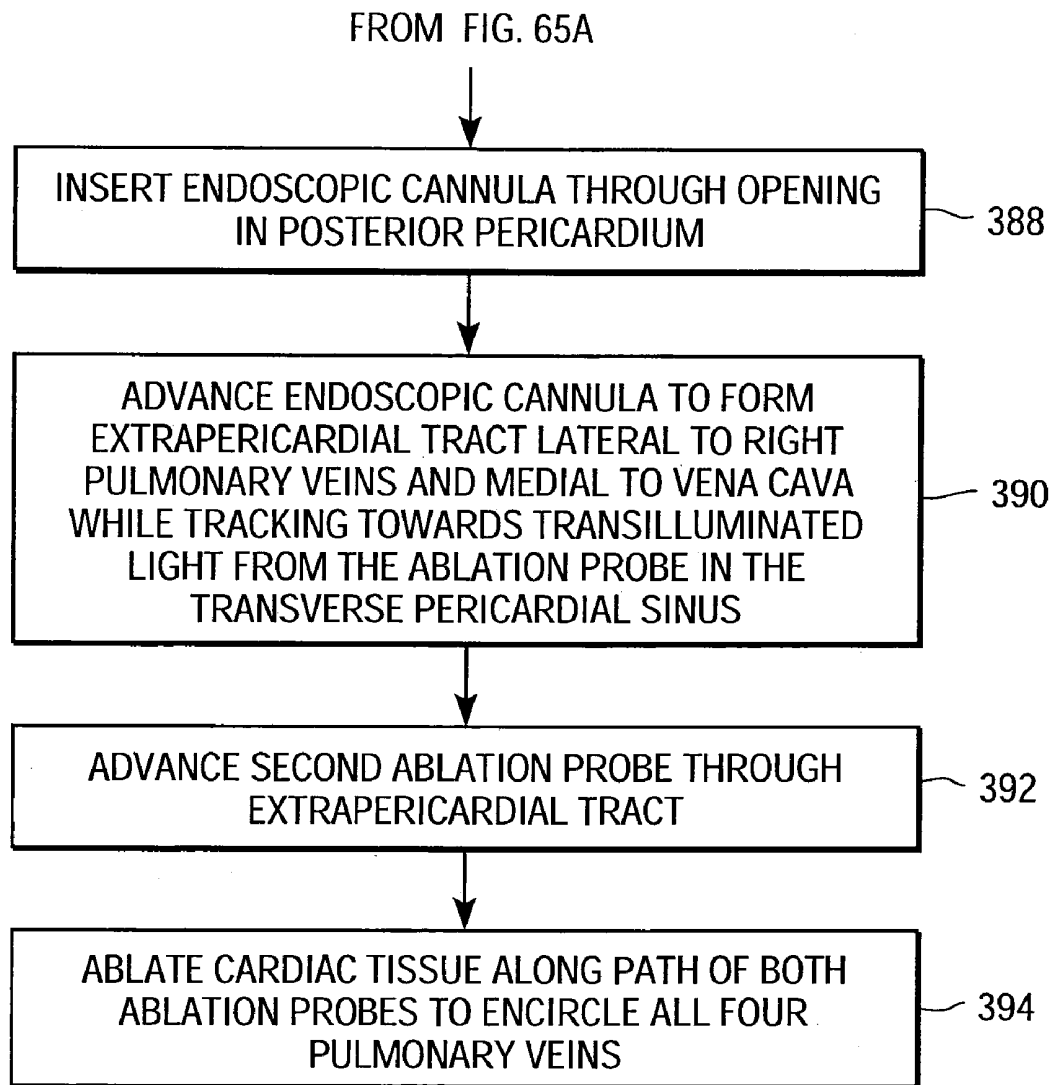 FROM FIG. 65A
INSERT ENDOSCOPIC CANNULA THROUGH OPENING
IN POSTERIOR PERICARDIUM
388
ADVANCE ENDOSCOPIC CANNULA TO FORM
EXTRAPERICARDIAL TRACT LATERAL TO RIGHT
PULMONARY VEINS AND MEDIAL TO VENA CAVA
WHILE TRACKING TOWARDS TRANSILLUMINATED
LIGHT FROM THE ABLATION PROBE IN THE
TRANSVERSE PERICARDIAL SINUS
390
ADVANCE SECOND ABLATION PROBE THROUGH
EXTRAPERICARDIAL TRACT
392
ABLATE CARDIAC TISSUE ALONG PATH OF BOTH
ABLATION PROBES TO ENCIRCLE ALL FOUR
PULMONARY VEINS
394